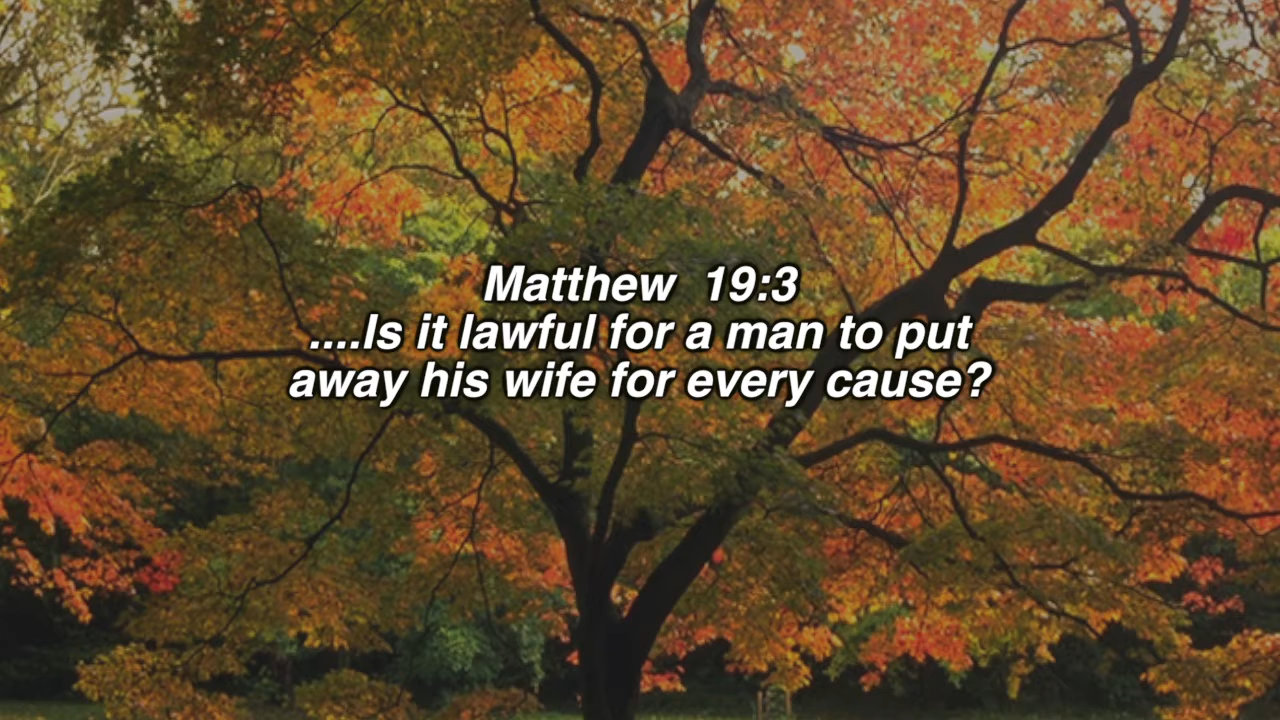 Matthew  19:3
....Is it lawful for a man to put
away his wife for every cause?